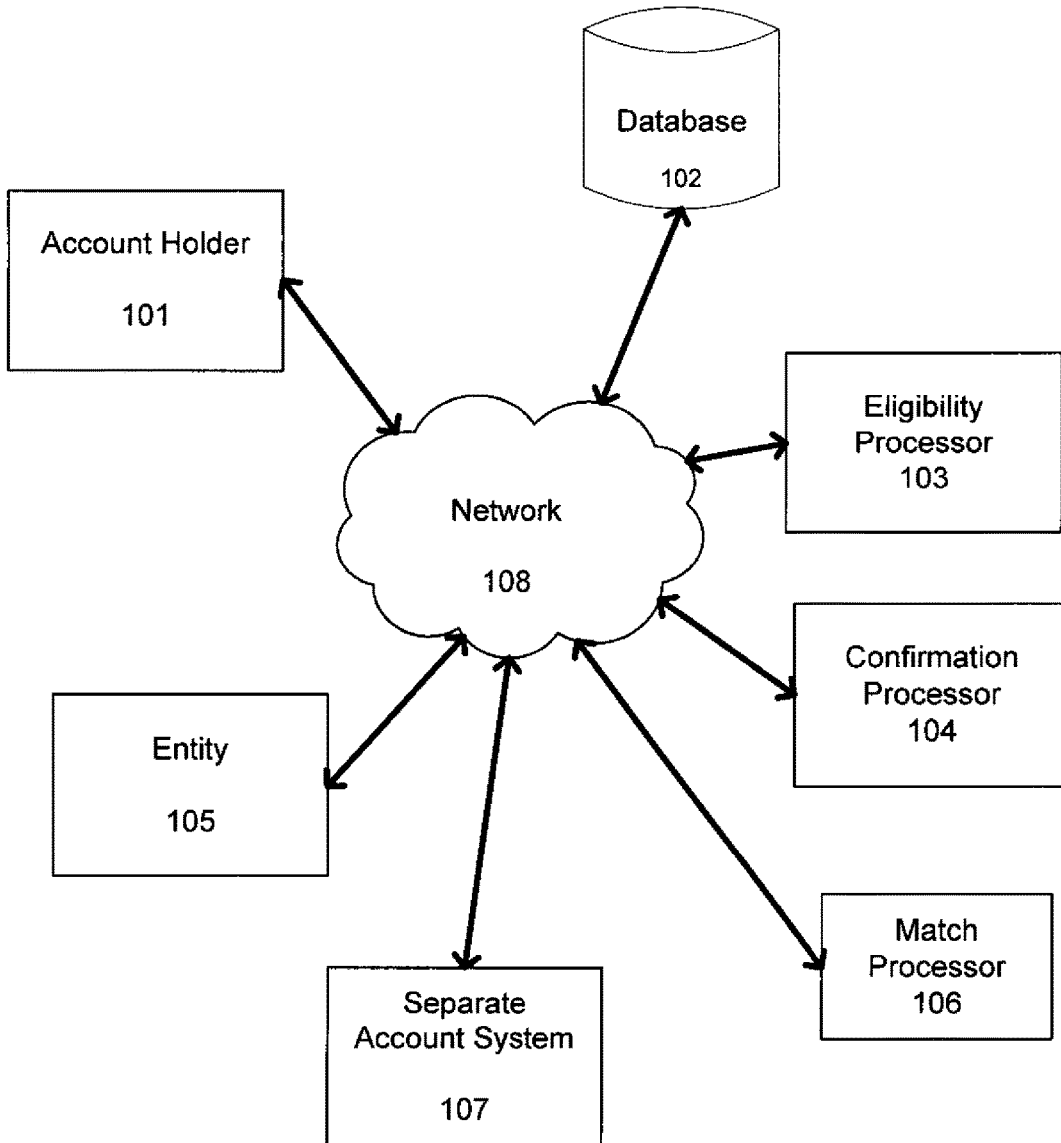 Database
102
Account Holder
101
Eligibility
Processor
103
Network
108
Confirmation
Processor
104
Entity
105
Match
Processor
106
Separate
Account System
107